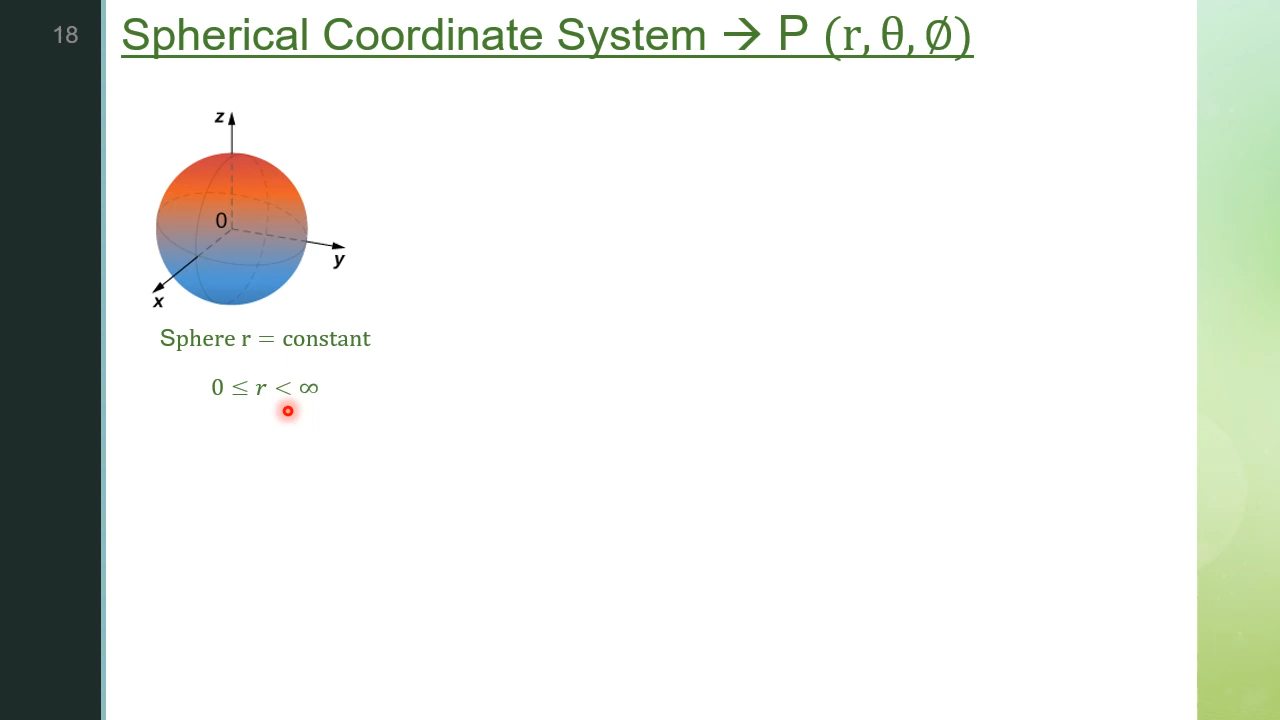 18
Spherical Coordinate System → P (r, θ, ∅)
z
0
y
x
Sphere r = constant
0 ≤ r < ∞